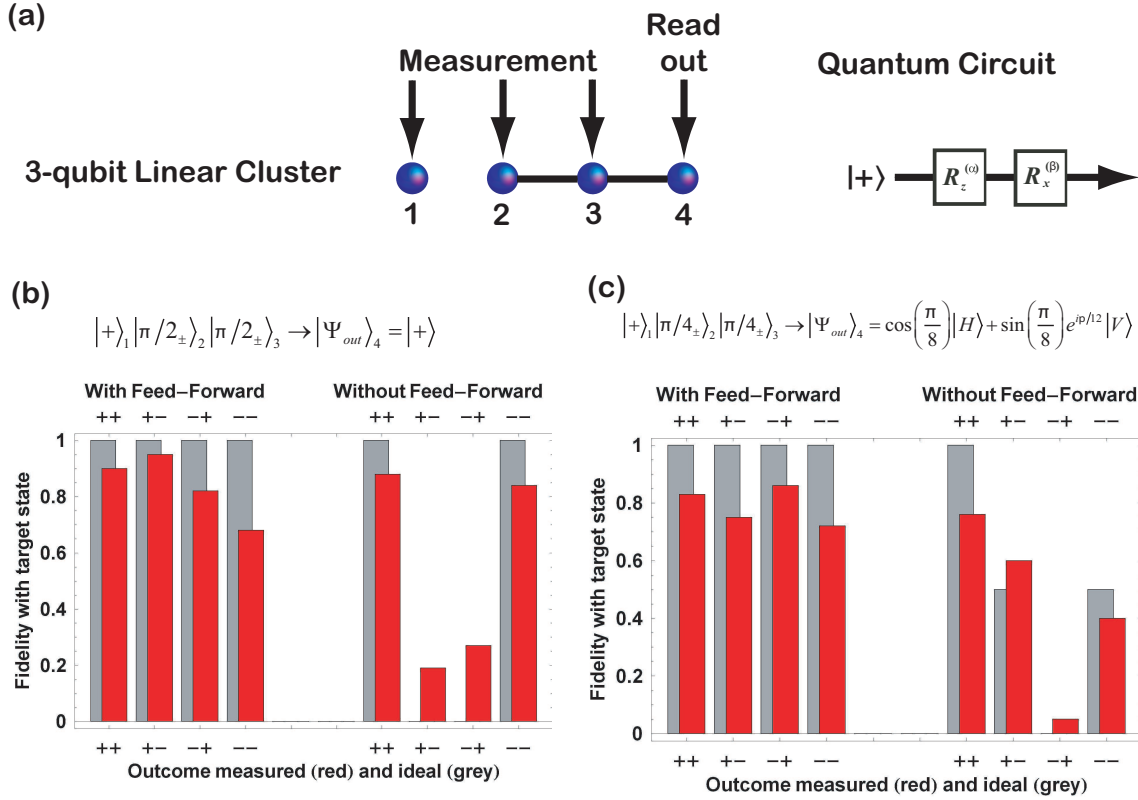 (a)
Measurement
Read out
Quantum Circuit
3-qubit Linear Cluster
1 2 3 4
|+⟩ R_z^(α) R_x^(β)
(b)
|+⟩₁|π/2±⟩₂|π/2±⟩₃ → |Ψ_out⟩₄ = |+⟩
With Feed–Forward Without Feed–Forward
++ +− −+ −− ++ +− −+ −−
Fidelity with target state
1
0.8
0.6
0.4
0.2
0
++ +− −+ −− ++ +− −+ −−
Outcome measured (red) and ideal (grey)
(c)
|+⟩₁|π/4±⟩₂|π/4±⟩₃ → |Ψ_out⟩₄ = cos(π/8)|H⟩ + sin(π/8)e^{ip/12}|V⟩
With Feed–Forward Without Feed–Forward
++ +− −+ −− ++ +− −+ −−
Fidelity with target state
1
0.8
0.6
0.4
0.2
0
++ +− −+ −− ++ +− −+ −−
Outcome measured (red) and ideal (grey)